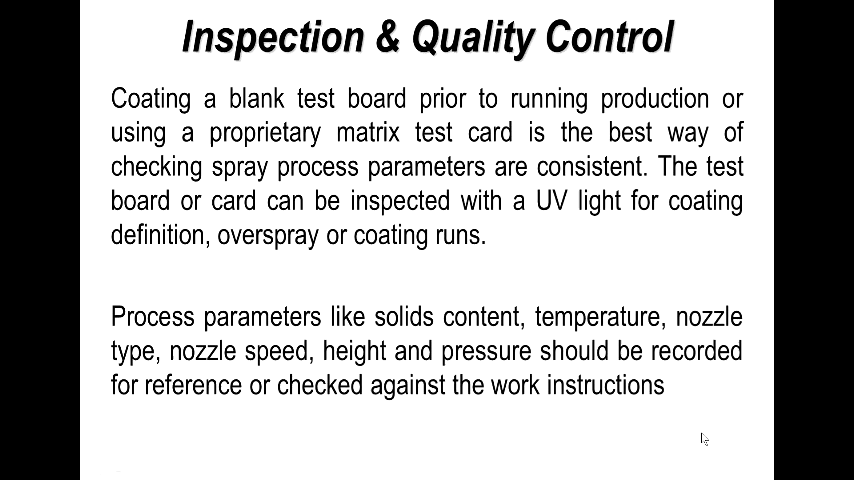 Inspection & Quality Control
Coating a blank test board prior to running production or
using a proprietary matrix test card is the best way of
checking spray process parameters are consistent. The test
board or card can be inspected with a UV light for coating
definition, overspray or coating runs.
Process parameters like solids content, temperature, nozzle
type, nozzle speed, height and pressure should be recorded
for reference or checked against the work instructions